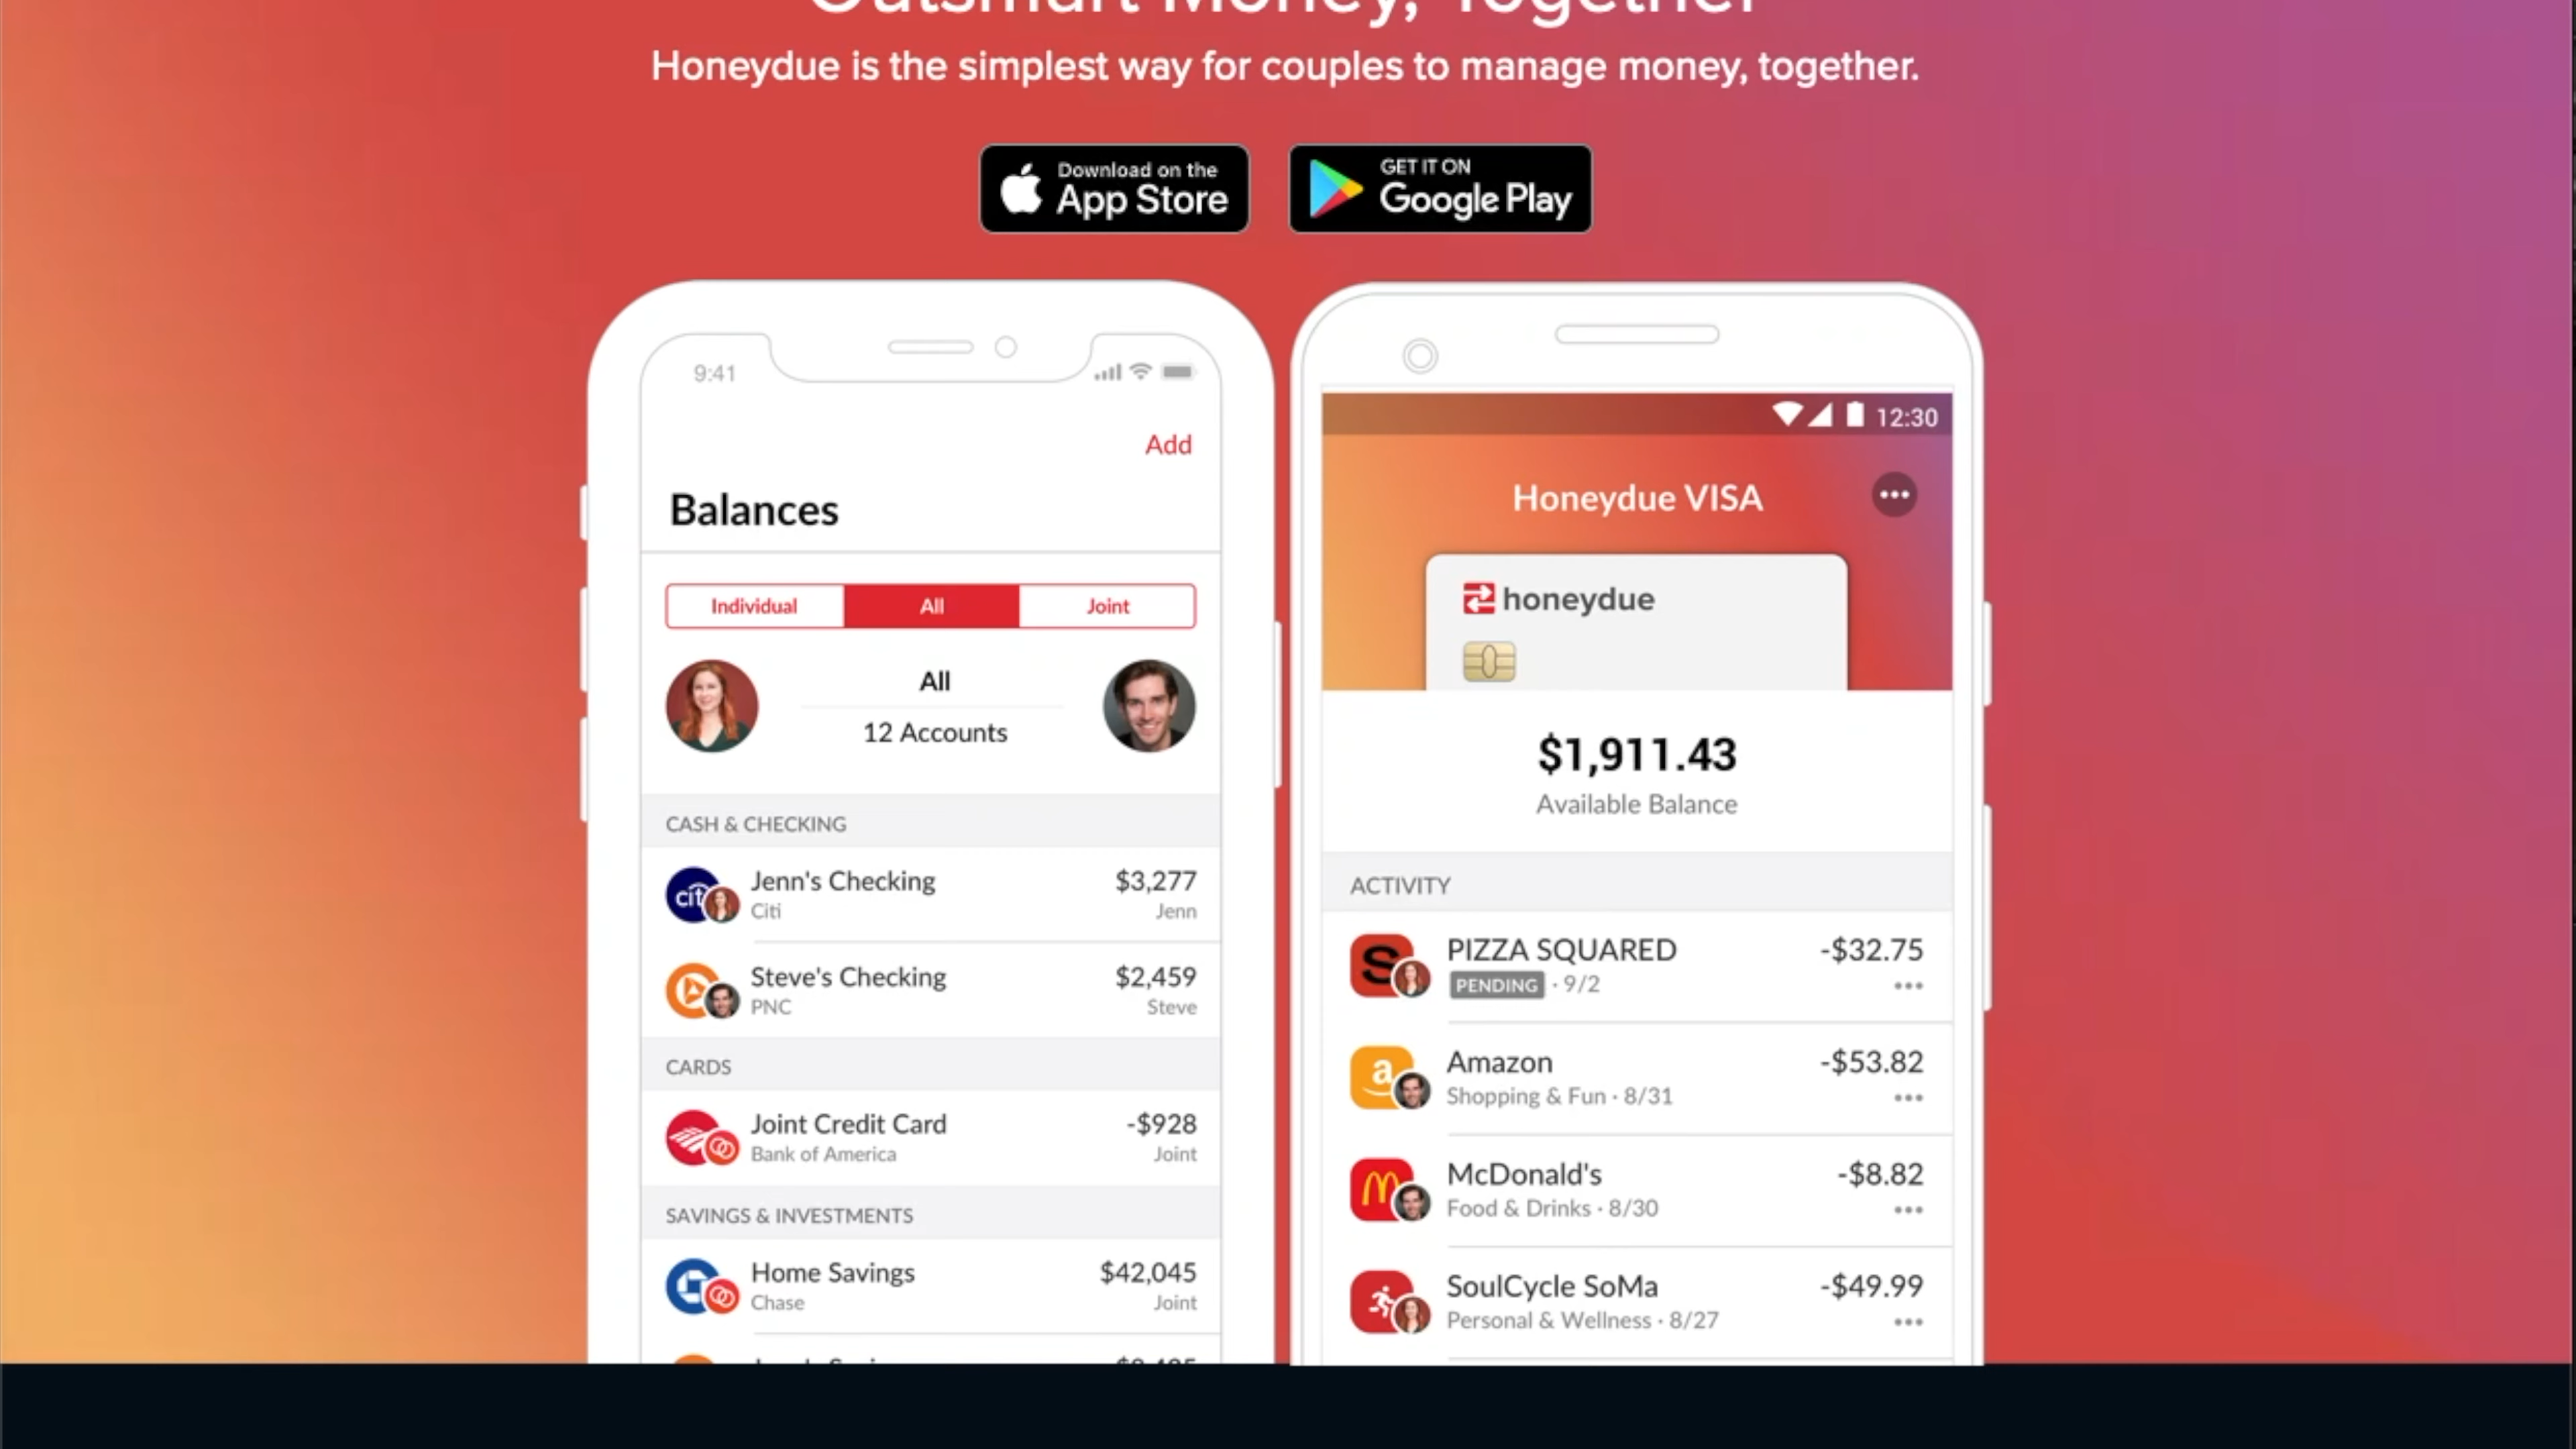 Outsmart Money, Together
Honeydue is the simplest way for couples to manage money, together.
Download on the
App Store
GET IT ON
Google Play
9:41
Add
Balances
Individual
All
Joint
All
12 Accounts
CASH & CHECKING
citi
Jenn's Checking
$3,277
Citi
Jenn
Steve's Checking
$2,459
PNC
Steve
CARDS
Joint Credit Card
-$928
Bank of America
Joint
SAVINGS & INVESTMENTS
Home Savings
$42,045
Chase
Joint
12:30
Honeydue VISA
honeydue
$1,911.43
Available Balance
ACTIVITY
S
PIZZA SQUARED
-$32.75
PENDING · 9/2
a
Amazon
-$53.82
Shopping & Fun · 8/31
McDonald's
-$8.82
Food & Drinks · 8/30
SoulCycle SoMa
-$49.99
Personal & Wellness · 8/27